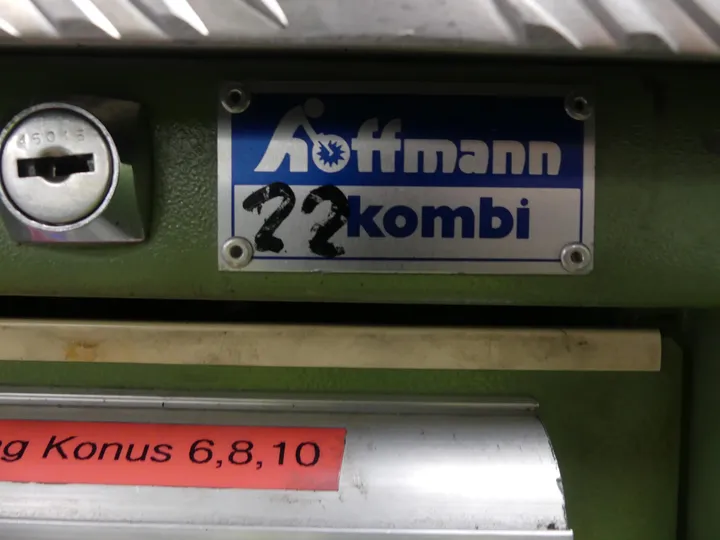 hoffmann
22 kombi
g Konus 6,8,10